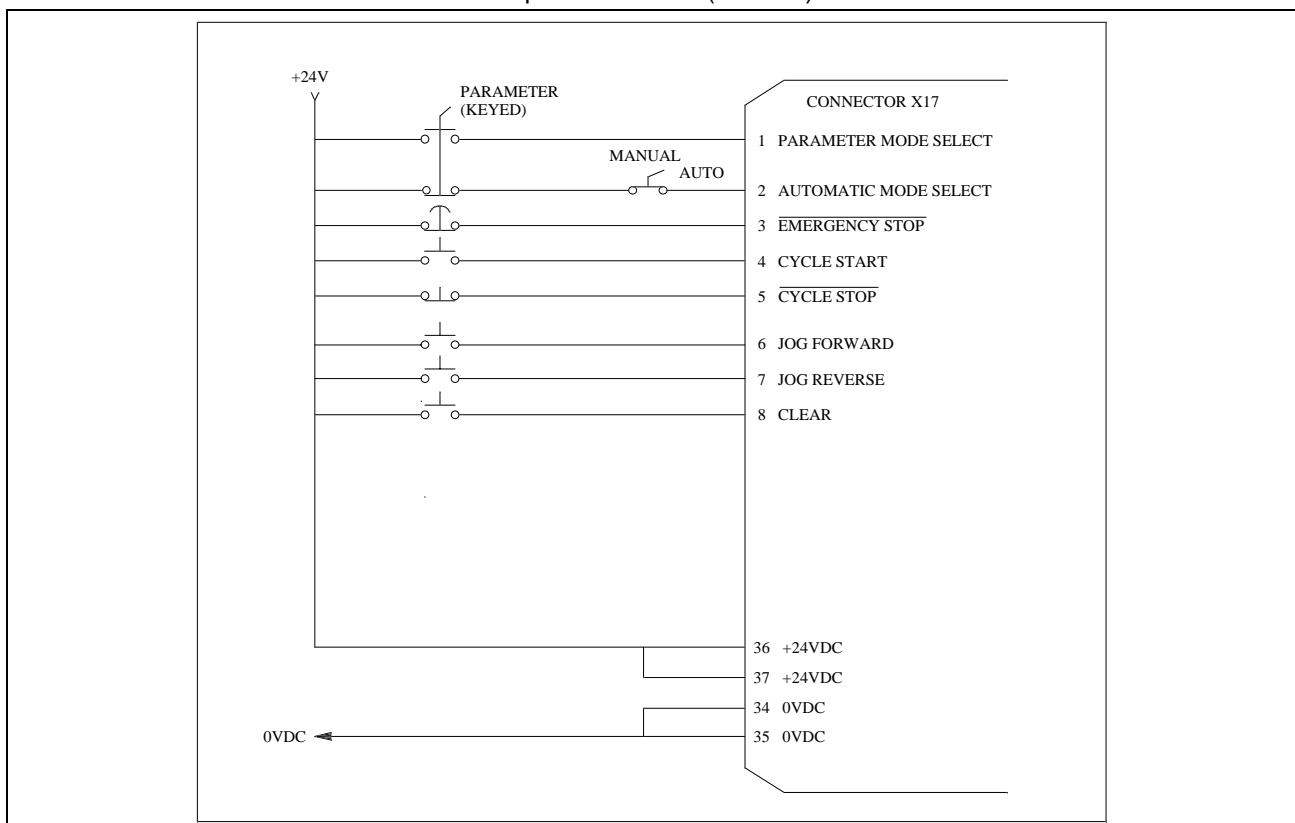 +24V
PARAMETER
(KEYED)
CONNECTOR X17
1 PARAMETER MODE SELECT
MANUAL
AUTO
2 AUTOMATIC MODE SELECT
3 EMERGENCY STOP
4 CYCLE START
5 CYCLE STOP
6 JOG FORWARD
7 JOG REVERSE
8 CLEAR
36 +24VDC
37 +24VDC
34 0VDC
0VDC
35 0VDC